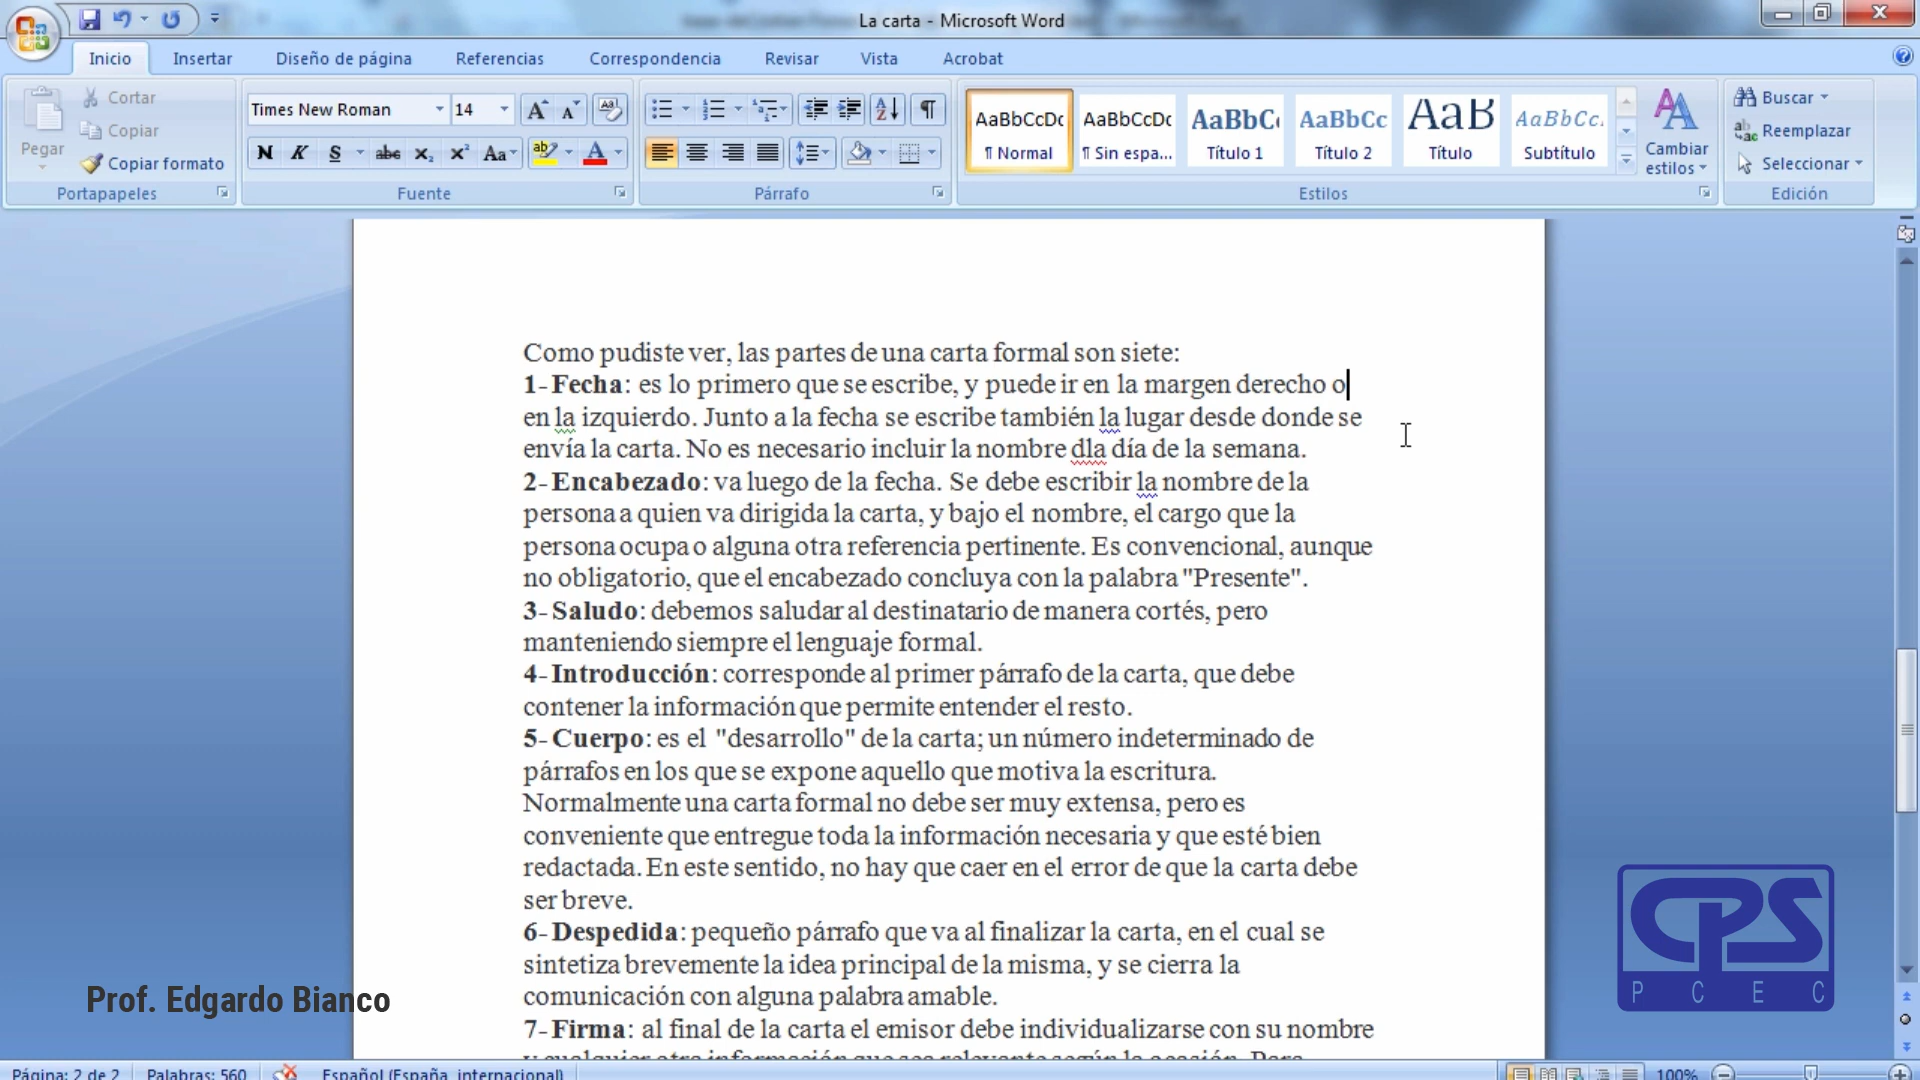 La carta - Microsoft Word
Inicio Insertar Diseño de página Referencias Correspondencia Revisar Vista Acrobat
Pegar
Cortar
Copiar
Copiar formato
Portapapeles
Times New Roman 14
N K S abc x₂ x² Aa
Fuente
Párrafo
AaBbCcDc AaBbCcDc AaBbC AaBbCc AaB AaBbCc.
¶ Normal ¶ Sin espa... Título 1 Título 2 Título Subtítulo
Cambiar estilos
Estilos
Buscar
Reemplazar
Seleccionar
Edición
Como pudiste ver, las partes de una carta formal son siete:
1- Fecha: es lo primero que se escribe, y puede ir en la margen derecho o
en la izquierdo. Junto a la fecha se escribe también la lugar desde donde se
envía la carta. No es necesario incluir la nombre dla día de la semana.
2- Encabezado: va luego de la fecha. Se debe escribir la nombre de la
persona a quien va dirigida la carta, y bajo el nombre, el cargo que la
persona ocupa o alguna otra referencia pertinente. Es convencional, aunque
no obligatorio, que el encabezado concluya con la palabra "Presente".
3- Saludo: debemos saludar al destinatario de manera cortés, pero
manteniendo siempre el lenguaje formal.
4- Introducción: corresponde al primer párrafo de la carta, que debe
contener la información que permite entender el resto.
5- Cuerpo: es el "desarrollo" de la carta; un número indeterminado de
párrafos en los que se expone aquello que motiva la escritura.
Normalmente una carta formal no debe ser muy extensa, pero es
conveniente que entregue toda la información necesaria y que esté bien
redactada. En este sentido, no hay que caer en el error de que la carta debe
ser breve.
6- Despedida: pequeño párrafo que va al finalizar la carta, en el cual se
sintetiza brevemente la idea principal de la misma, y se cierra la
comunicación con alguna palabra amable.
7- Firma: al final de la carta el emisor debe individualizarse con su nombre
y cualquier otra información que sea relevante según la ocasión. Para
Prof. Edgardo Bianco
CPS
P C E C
Página: 2 de 2 Palabras: 560 Español (España, internacional) 100%